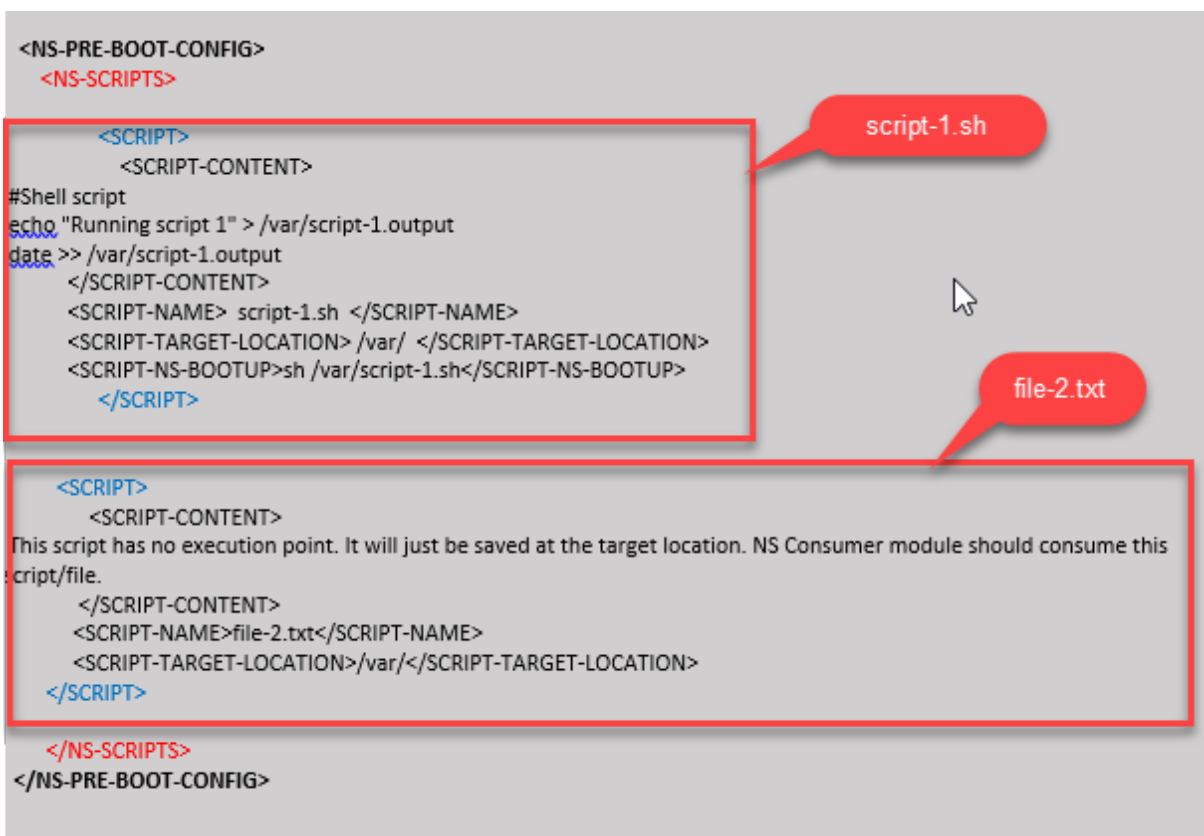 <NS-PRE-BOOT-CONFIG>
<NS-SCRIPTS>
script-1.sh
<SCRIPT>
<SCRIPT-CONTENT>
#Shell script
echo "Running script 1" > /var/script-1.output
date >> /var/script-1.output
</SCRIPT-CONTENT>
<SCRIPT-NAME> script-1.sh </SCRIPT-NAME>
<SCRIPT-TARGET-LOCATION> /var/ </SCRIPT-TARGET-LOCATION>
<SCRIPT-NS-BOOTUP>sh /var/script-1.sh</SCRIPT-NS-BOOTUP>
</SCRIPT>
file-2.txt
<SCRIPT>
<SCRIPT-CONTENT>
This script has no execution point. It will just be saved at the target location. NS Consumer module should consume this
script/file.
</SCRIPT-CONTENT>
<SCRIPT-NAME>file-2.txt</SCRIPT-NAME>
<SCRIPT-TARGET-LOCATION>/var/</SCRIPT-TARGET-LOCATION>
</SCRIPT>
</NS-SCRIPTS>
</NS-PRE-BOOT-CONFIG>